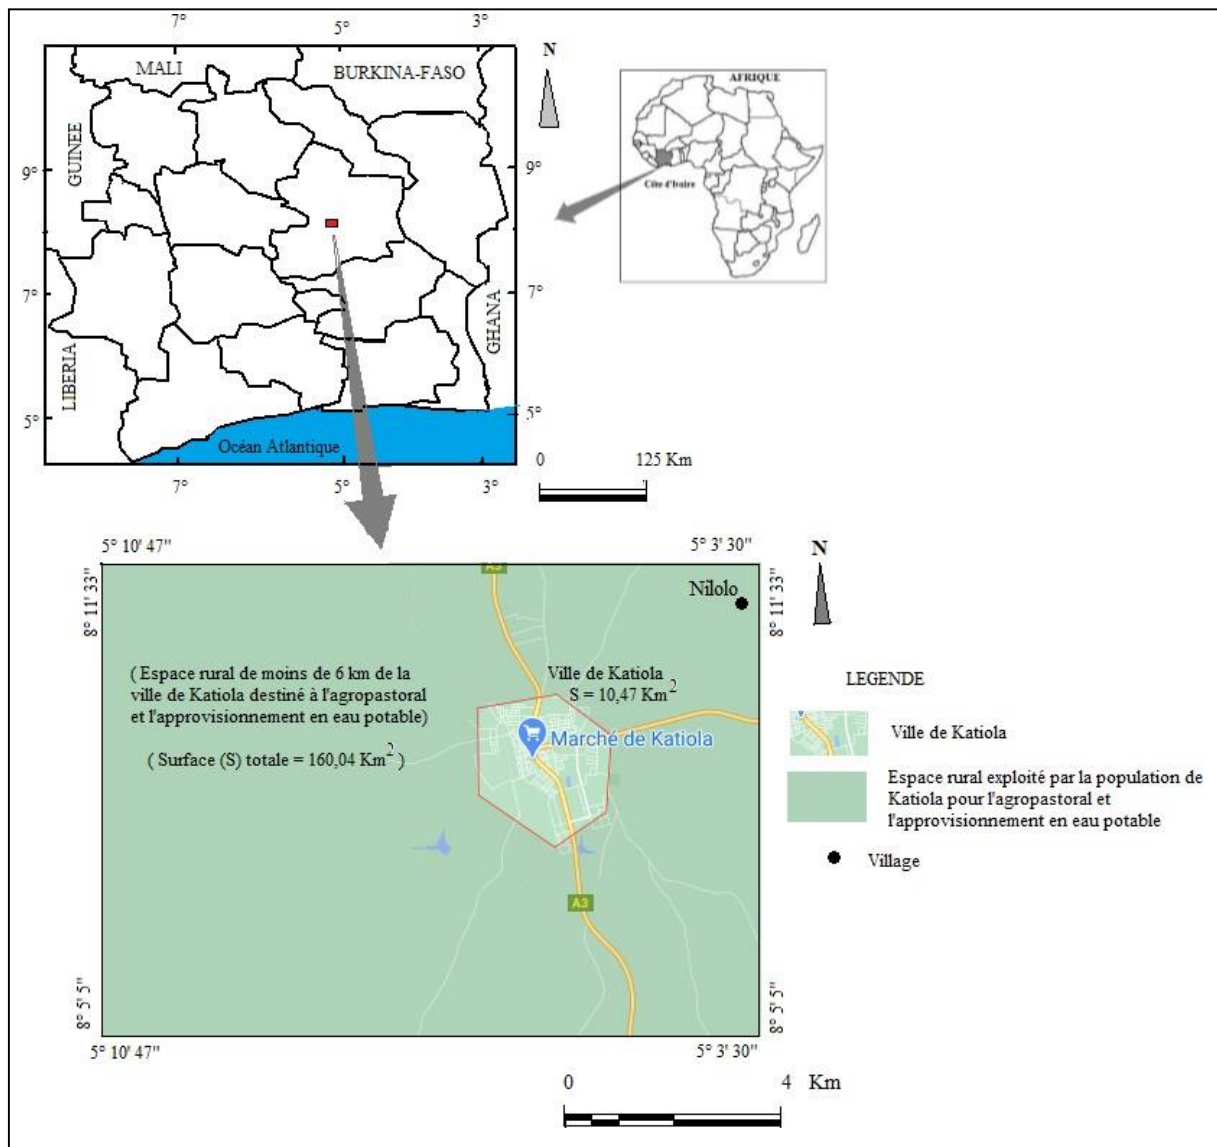 7°
5°
3°
MALI
BURKINA-FASO
N
AFRIQUE
GUINEE
9°
9°
Côte d'Ivoire
7°
7°
GHANA
LIBERIA
5°
5°
Océan Atlantique
7°
5°
3°
0 125 Km
5° 10' 47"
5° 3' 30"
N
8° 11' 33"
8° 11' 33"
A3
Nilolo
( Espace rural de moins de 6 km de la
ville de Katiola destiné à l'agropastoral
et l'approvisionnement en eau potable)
( Surface (S) totale = 160,04 Km²)
Ville de Katiola
S = 10,47 Km²
Marché de Katiola
A3
LEGENDE
Ville de Katiola
Espace rural exploité par la population de
Katiola pour l'agropastoral et
l'approvisionnement en eau potable
Village
8° 5' 5"
8° 5' 5"
5° 10' 47"
5° 3' 30"
0 4 Km